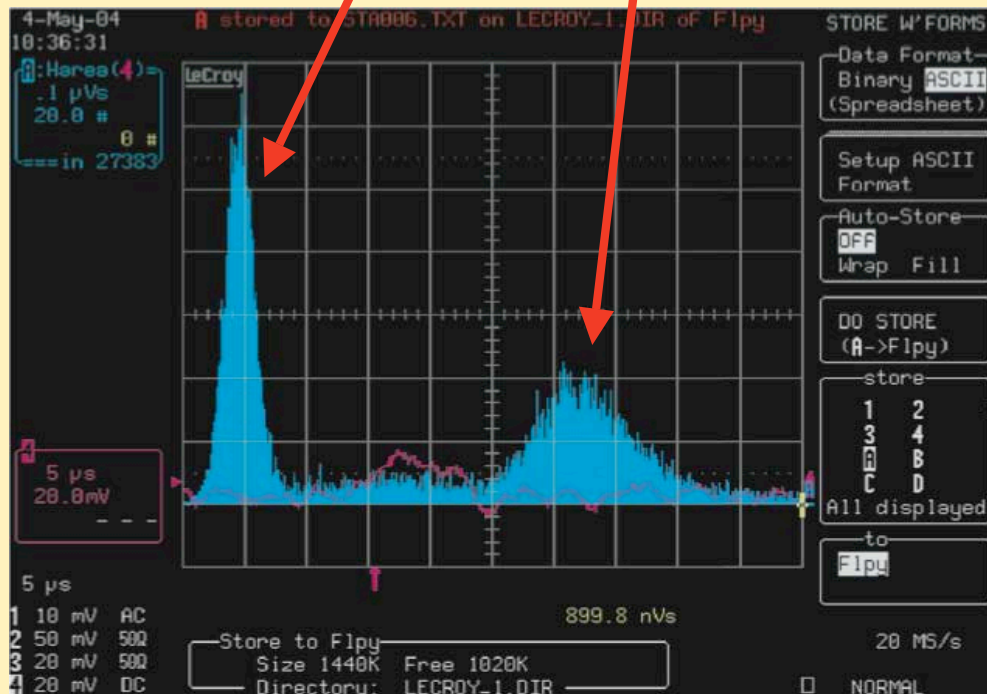 4-May-04
10:36:31
A stored to STA006.TXT on LECROY_1.DIR of Flpy
A:Harea(4)=
.1 µVs
20.0 #
0 #
===in 27383
LeCroy
4
5 µs
20.0mV
- - -
5 µs
1 10 mV AC
2 50 mV 50Ω
3 20 mV 50Ω
4 20 mV DC
899.8 nVs
Store to Flpy
Size 1440K Free 1020K
Directory: LECROY_1.DIR
STORE W'FORMS
Data Format
Binary ASCII
(Spreadsheet)
Setup ASCII
Format
Auto-Store
OFF
Wrap Fill
DO STORE
(A->Flpy)
store
1 2
3 4
A B
C D
All displayed
to
Flpy
20 MS/s
NORMAL